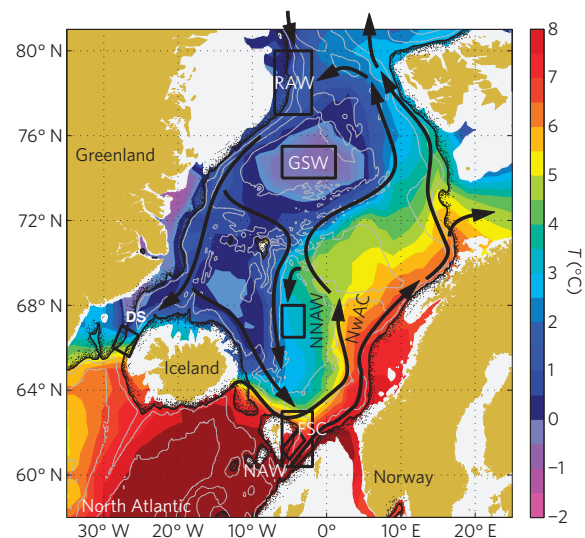 80° N
76° N
72° N
68° N
64° N
60° N
RAW
GSW
Greenland
DS
NNAW
NwAC
Iceland
FSC
NAW
Norway
North Atlantic
30° W
20° W
10° W
0°
10° E
20° E
8
7
6
5
4
3
2
1
0
−1
−2
T (°C)